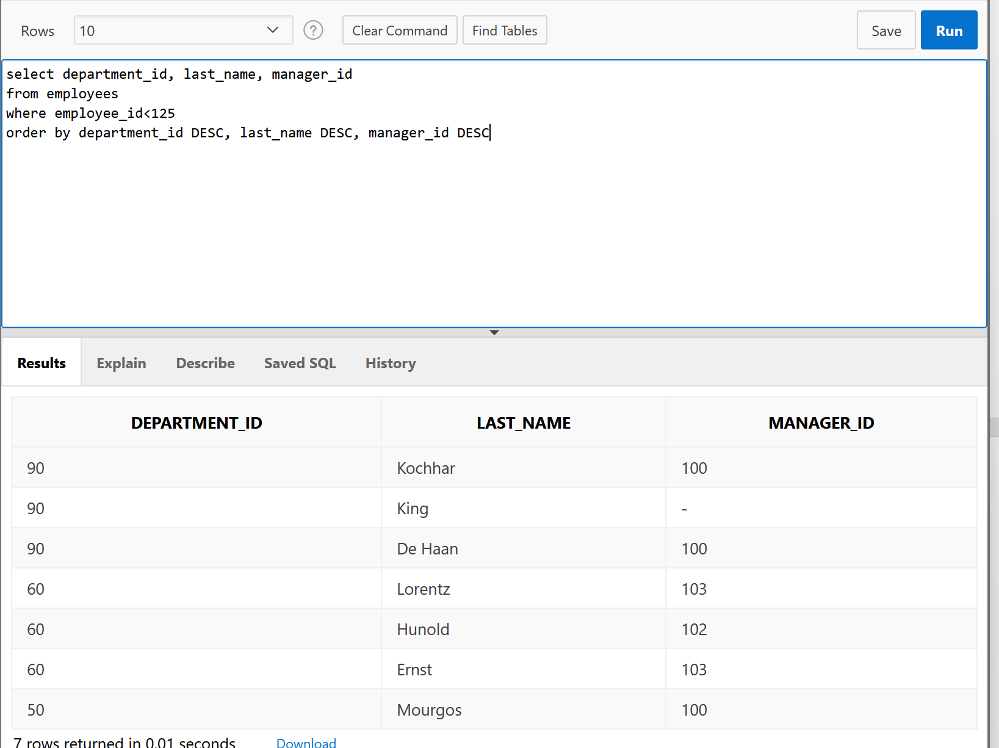 Rows 10 ? Clear Command Find Tables Save Run
select department_id, last_name, manager_id
from employees
where employee_id<125
order by department_id DESC, last_name DESC, manager_id DESC
Results Explain Describe Saved SQL History
DEPARTMENT_ID LAST_NAME MANAGER_ID
90 Kochhar 100
90 King -
90 De Haan 100
60 Lorentz 103
60 Hunold 102
60 Ernst 103
50 Mourgos 100
7 rows returned in 0.01 seconds Download